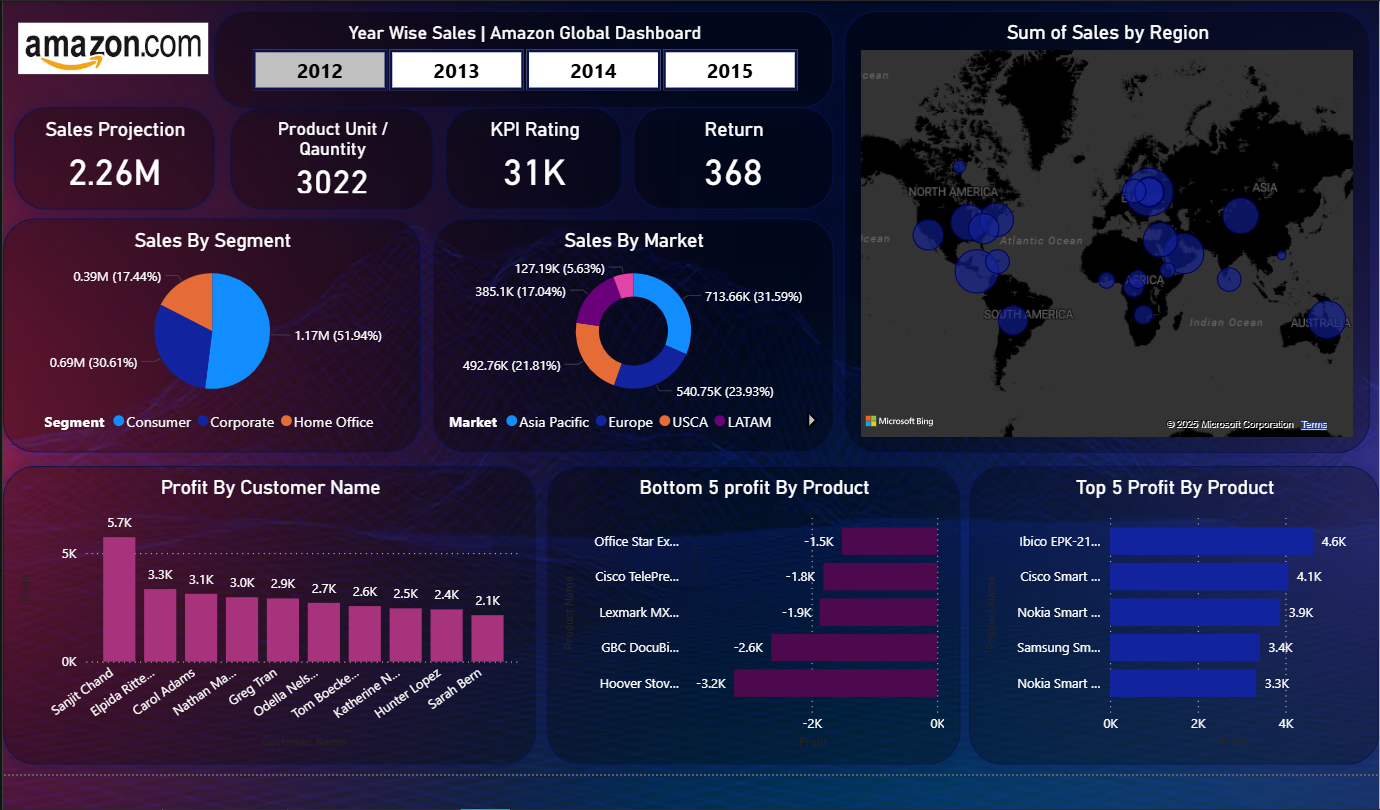 amazon.com
Year Wise Sales | Amazon Global Dashboard
2012
2013
2014
2015
Sales Projection
2.26M
Product Unit /
Qauntity
3022
KPI Rating
31K
Return
368
Sum of Sales by Region
Ocean
NORTH AMERICA
ASIA
Ocean
Atlantic Ocean
AFRICA
SOUTH AMERICA
Indian Ocean
AUSTRALIA
Microsoft Bing
© 2025 Microsoft Corporation Terms
Sales By Segment
0.39M (17.44%)
1.17M (51.94%)
0.69M (30.61%)
Segment Consumer Corporate Home Office
Sales By Market
127.19K (5.63%)
385.1K (17.04%)
713.66K (31.59%)
492.76K (21.81%)
540.75K (23.93%)
Market Asia Pacific Europe USCA LATAM
Profit By Customer Name
5.7K
5K
3.3K
3.1K
3.0K
2.9K
2.7K
2.6K
2.5K
2.4K
2.1K
0K
Profit
Sanjit Chand
Elpida Ritte...
Carol Adams
Nathan Ma...
Greg Tran
Odella Nels...
Tom Boecke...
Katherine N...
Hunter Lopez
Sarah Bern
Customer Name
Bottom 5 profit By Product
Product Name
Office Star Ex... -1.5K
Cisco TelePre... -1.8K
Lexmark MX... -1.9K
GBC DocuBi... -2.6K
Hoover Stov... -3.2K
-2K 0K
Profit
Top 5 Profit By Product
Product Name
Ibico EPK-21... 4.6K
Cisco Smart ... 4.1K
Nokia Smart ... 3.9K
Samsung Sm... 3.4K
Nokia Smart ... 3.3K
0K 2K 4K